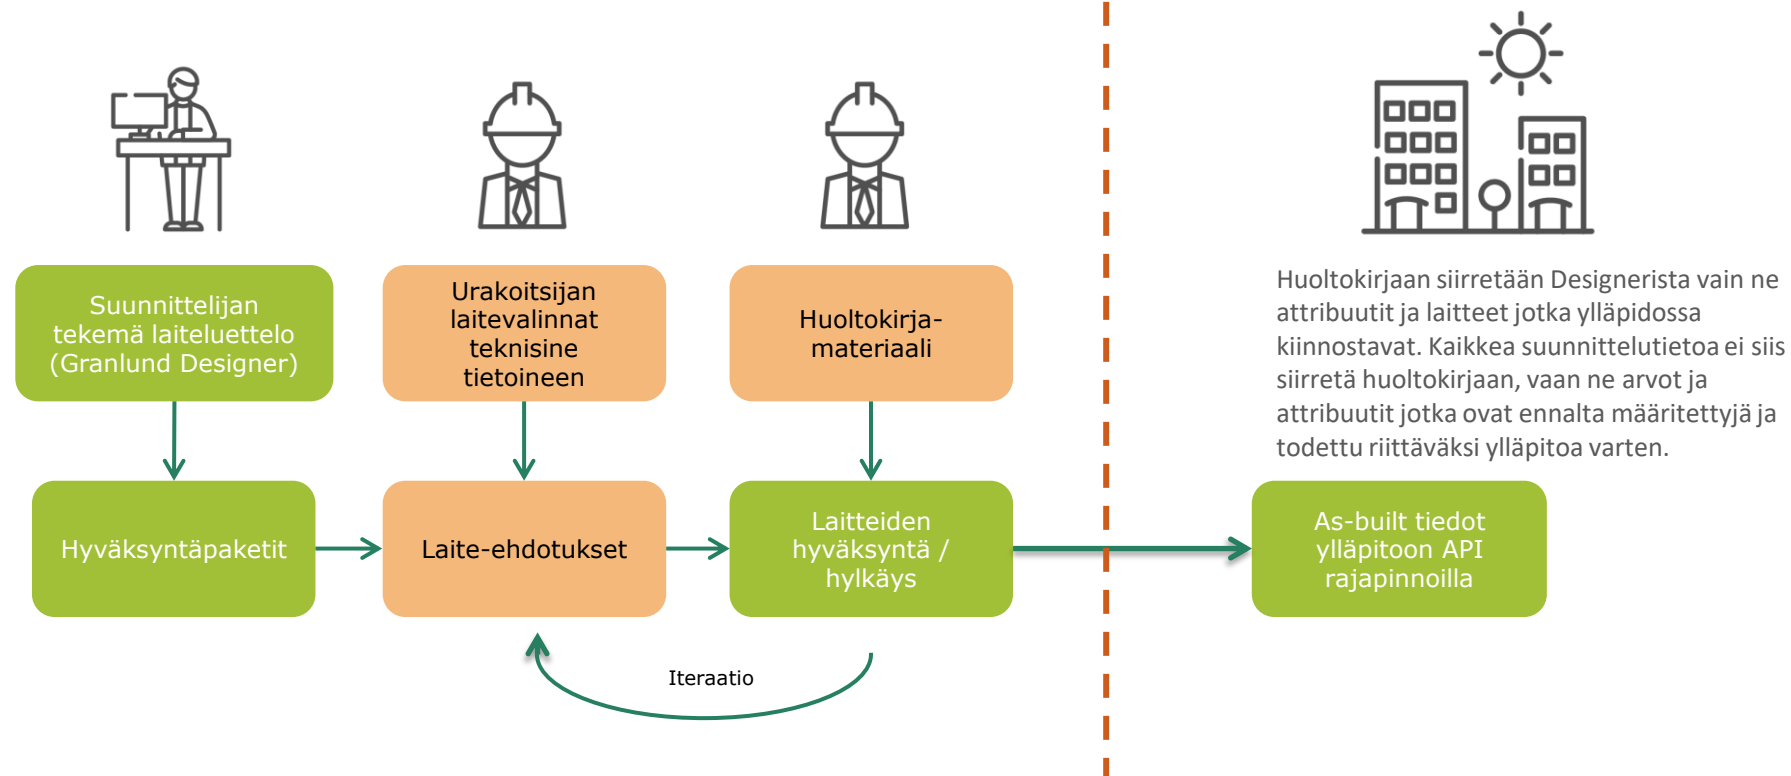 Suunnittelijan
tekemä laiteluettelo
(Granlund Designer)
Urakoitsijan
laitevalinnat
teknisine
tietoineen
Huoltokirja-
materiaali
Huoltokirjaan siirretään Designerista vain ne
attribuutit ja laitteet jotka ylläpidossa
kiinnostavat. Kaikkea suunnittelutietoa ei siis
siirretä huoltokirjaan, vaan ne arvot ja
attribuutit jotka ovat ennalta määritettyjä ja
todettu riittäväksi ylläpitoa varten.
Hyväksyntäpaketit
Laite-ehdotukset
Laitteiden
hyväksyntä /
hylkäys
As-built tiedot
ylläpitoon API
rajapinnoilla
Iteraatio